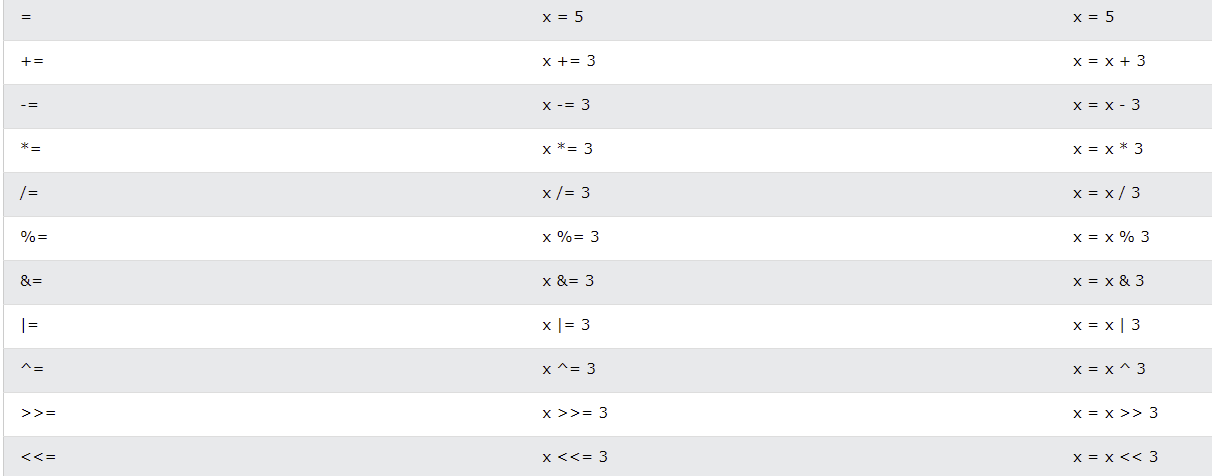 = x = 5 x = 5
+= x += 3 x = x + 3
-= x -= 3 x = x - 3
*= x *= 3 x = x * 3
/= x /= 3 x = x / 3
%= x %= 3 x = x % 3
&= x &= 3 x = x & 3
|= x |= 3 x = x | 3
^= x ^= 3 x = x ^ 3
>>= x >>= 3 x = x >> 3
<<= x <<= 3 x = x << 3